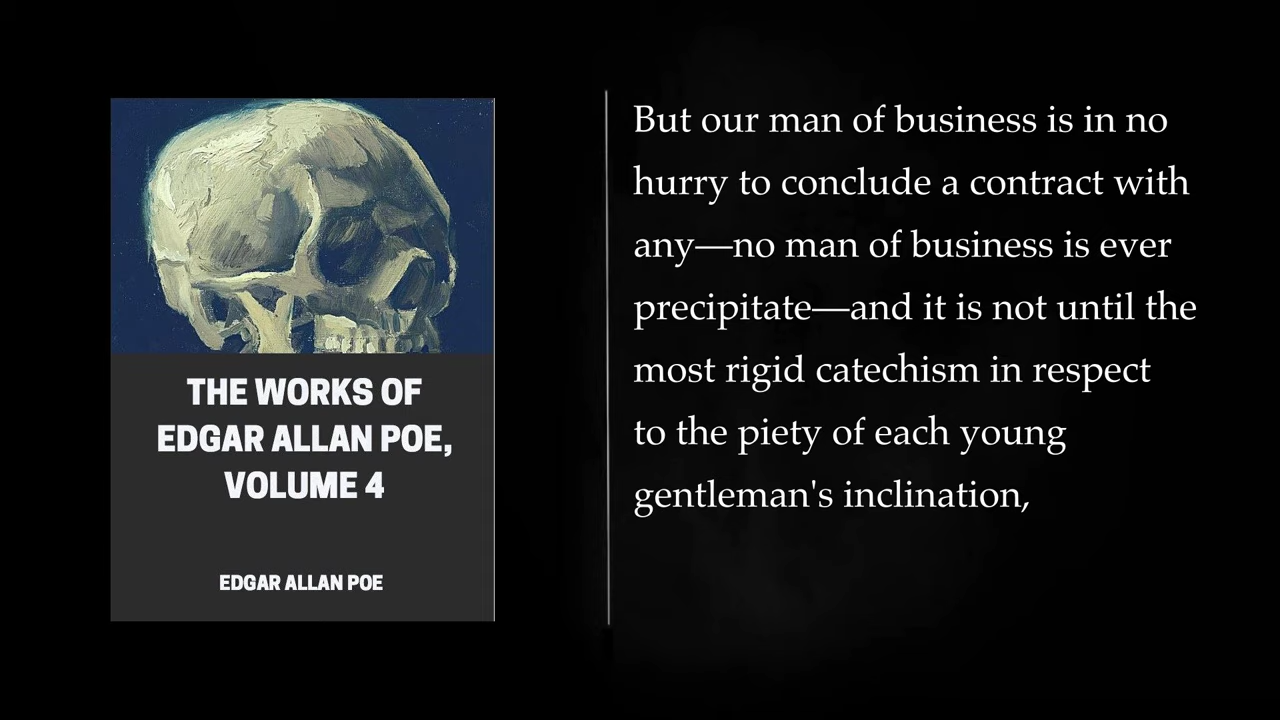 THE WORKS OF
EDGAR ALLAN POE,
VOLUME 4
EDGAR ALLAN POE
But our man of business is in no
hurry to conclude a contract with
any—no man of business is ever
precipitate—and it is not until the
most rigid catechism in respect
to the piety of each young
gentleman's inclination,